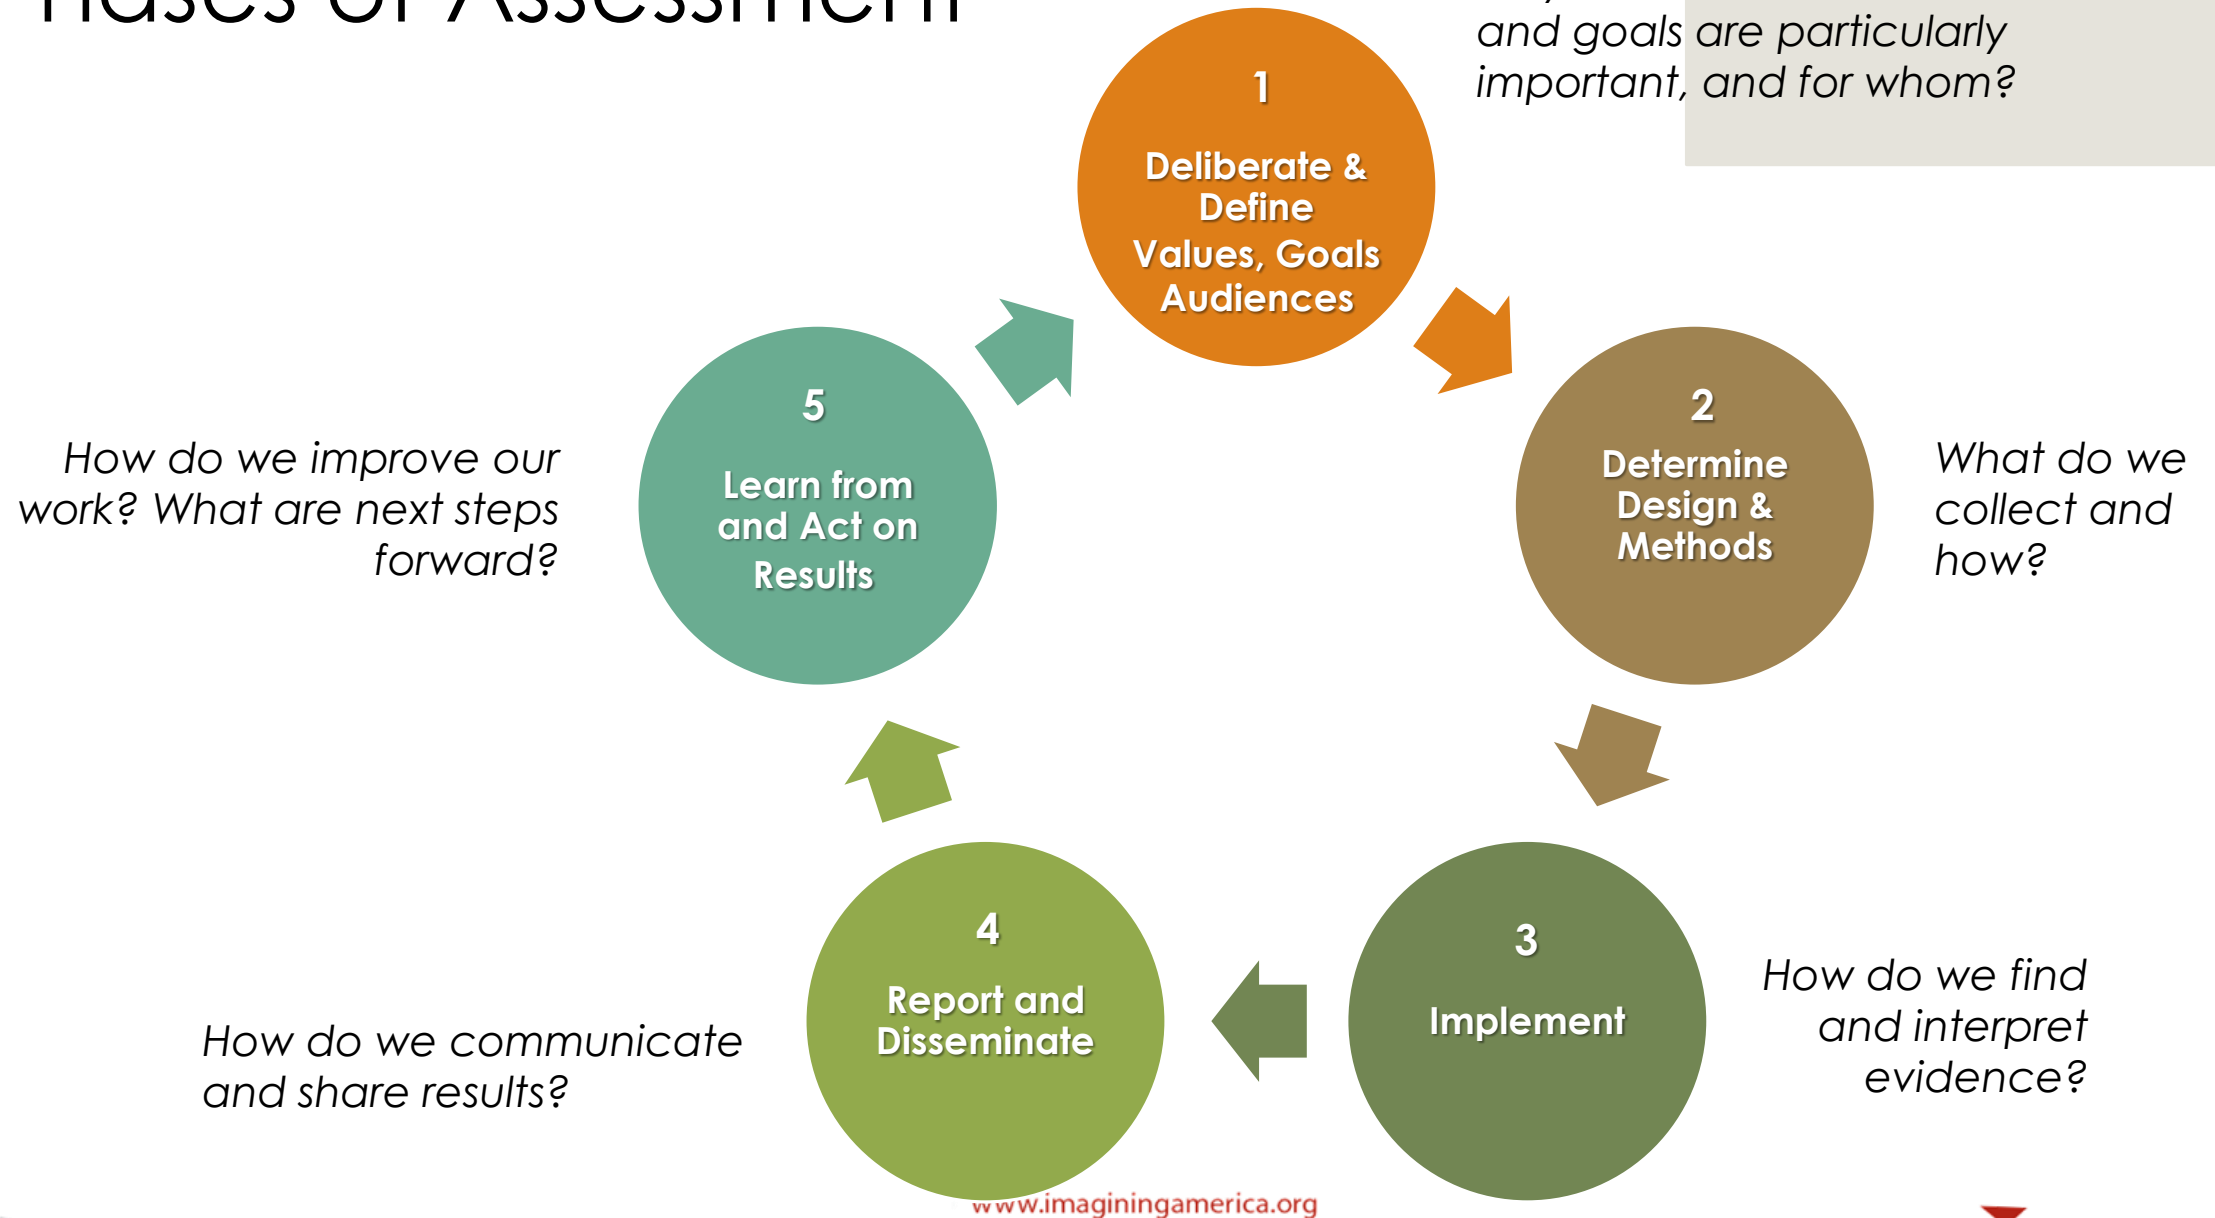 of Assessment
and goals are particularly
important, and for whom?
1
Deliberate &
Define
Values, Goals
Audiences
2
Determine
Design &
Methods
What do we
collect and
how?
3
Implement
How do we find
and interpret
evidence?
4
Report and
Disseminate
How do we communicate
and share results?
5
Learn from
and Act on
Results
How do we improve our
work? What are next steps
forward?
www.imaginingamerica.org